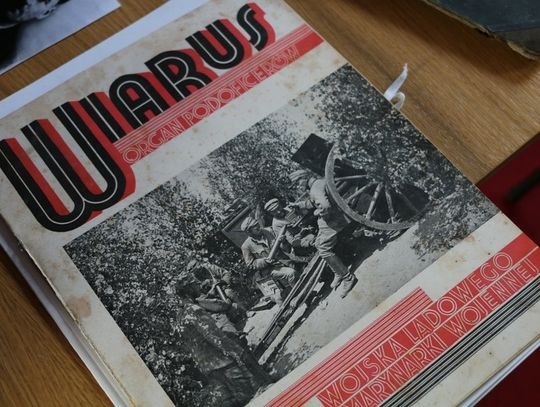 WIARUS
ORGAN PODOFICERÓW
WOJSKA LĄDOWEGO
MARYNARKI WOJENNEJ